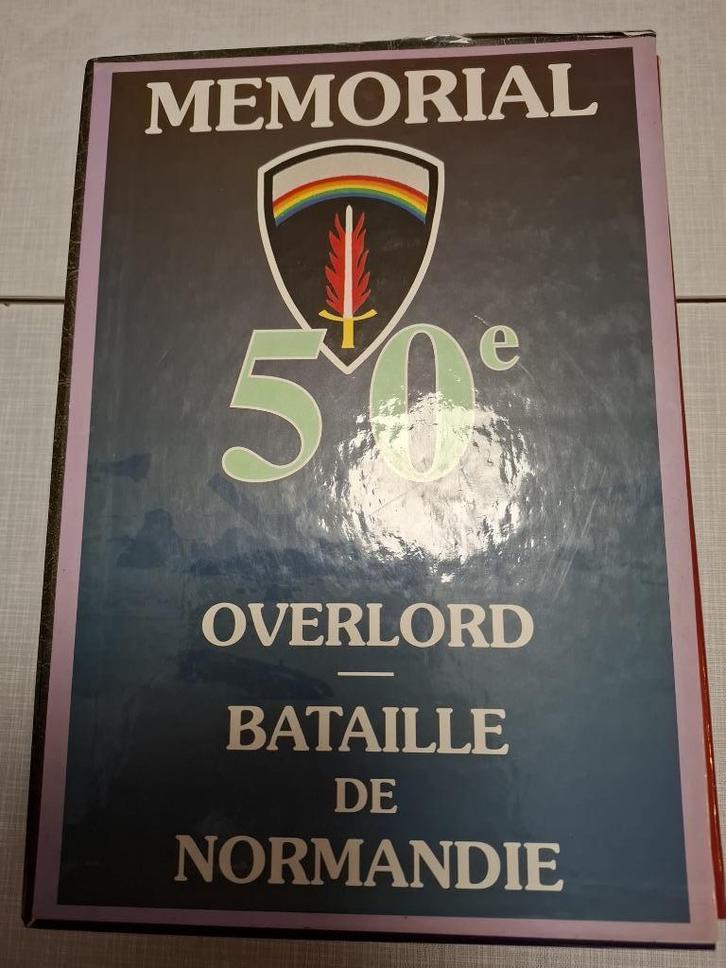 MEMORIAL
50e
OVERLORD
BATAILLE
DE
NORMANDIE